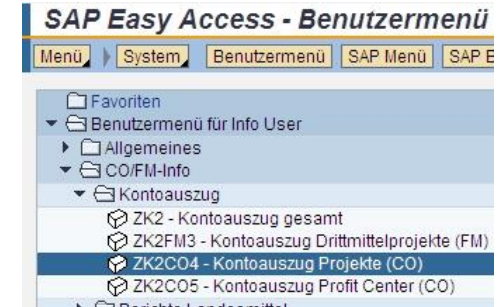 SAP Easy Access - Benutzermenü
Menü System Benutzermenü SAP Menü SAP
Favoriten
Benutzermenü für Info User
Allgemeines
CO/FM-Info
Kontoauszug
ZK2 - Kontoauszug gesamt
ZK2FM3 - Kontoauszug Drittmittelprojekte (FM)
ZK2CO4 - Kontoauszug Projekte (CO)
ZK2CO5 - Kontoauszug Profit Center (CO)